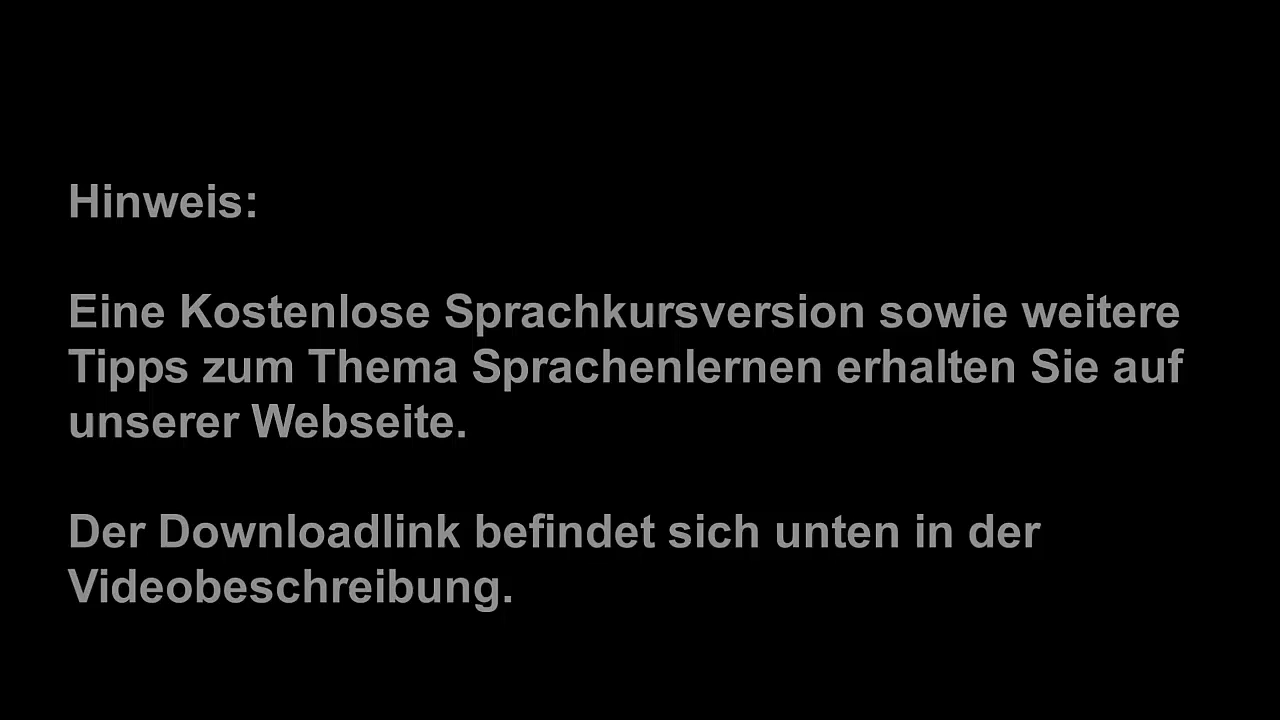 Hinweis:
Eine Kostenlose Sprachkursversion sowie weitere
Tipps zum Thema Sprachenlernen erhalten Sie auf
unserer Webseite.
Der Downloadlink befindet sich unten in der
Videobeschreibung.